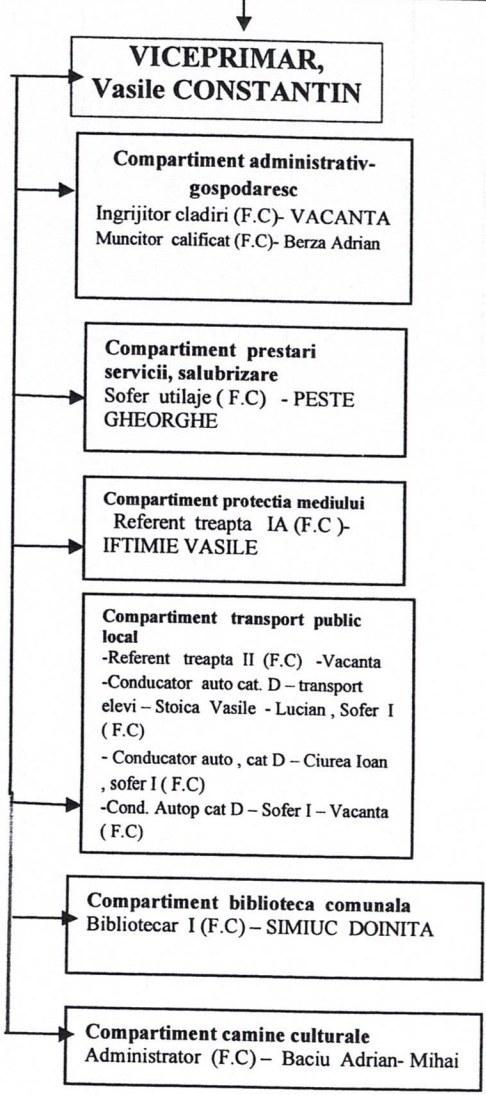 VICEPRIMAR,
Vasile CONSTANTIN
Compartiment administrativ-
gospodaresc
Ingrijitor cladiri (F.C)- VACANTA
Muncitor calificat (F.C)- Berza Adrian
Compartiment prestari
servicii, salubrizare
Sofer utilaje ( F.C) - PESTE
GHEORGHE
Compartiment protectia mediului
Referent treapta IA (F.C )-
IFTIMIE VASILE
Compartiment transport public
local
-Referent treapta II (F.C) -Vacanta
-Conducator auto cat. D – transport
elevi – Stoica Vasile - Lucian , Sofer I
( F.C)
- Conducator auto , cat D – Ciurea Ioan
, sofer I ( F.C)
-Cond. Autop cat D – Sofer I – Vacanta
( F.C)
Compartiment biblioteca comunala
Bibliotecar I (F.C) – SIMIUC DOINITA
Compartiment camine culturale
Administrator (F.C) – Baciu Adrian- Mihai